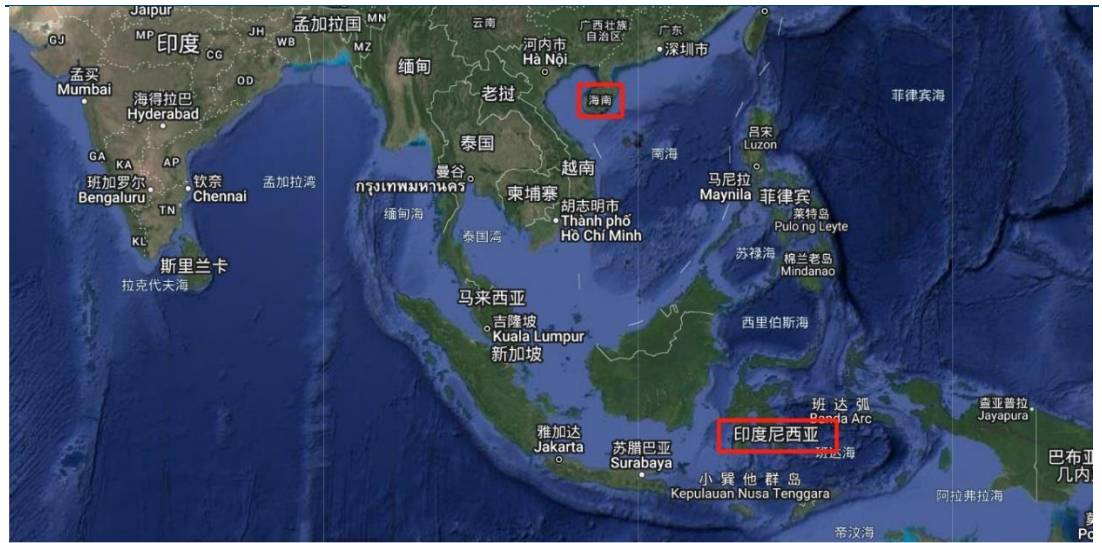 Jaipur
孟加拉国
MN
云南
广西壮族
自治区
广东
GJ
MP
印度
CG
JH
WB
MZ
河内市
Hà Nội
深圳市
OD
缅甸
孟买
Mumbai
海得拉巴
Hyderabad
老挝
海南
菲律宾海
泰国
吕宋
Luzon
GA
KA
AP
班加罗尔
Bengaluru
钦奈
Chennai
孟加拉湾
曼谷
กรุงเทพมหานคร
越南
南海
马尼拉
Maynila
菲律宾
TN
缅甸海
柬埔寨
胡志明市
Thành phố
Hồ Chí Minh
莱特岛
Pulo ng Leyte
KL
泰国湾
斯里兰卡
拉克代夫海
苏禄海
棉兰老岛
Mindanao
马来西亚
吉隆坡
Kuala Lumpur
新加坡
西里伯斯海
班达弧
Banda Arc
查亚普拉
Jayapura
雅加达
Jakarta
苏腊巴亚
Surabaya
印度尼西亚
班达海
巴布亚
几内
小巽他群岛
Kepulauan Nusa Tenggara
阿拉弗拉海
帝汶海